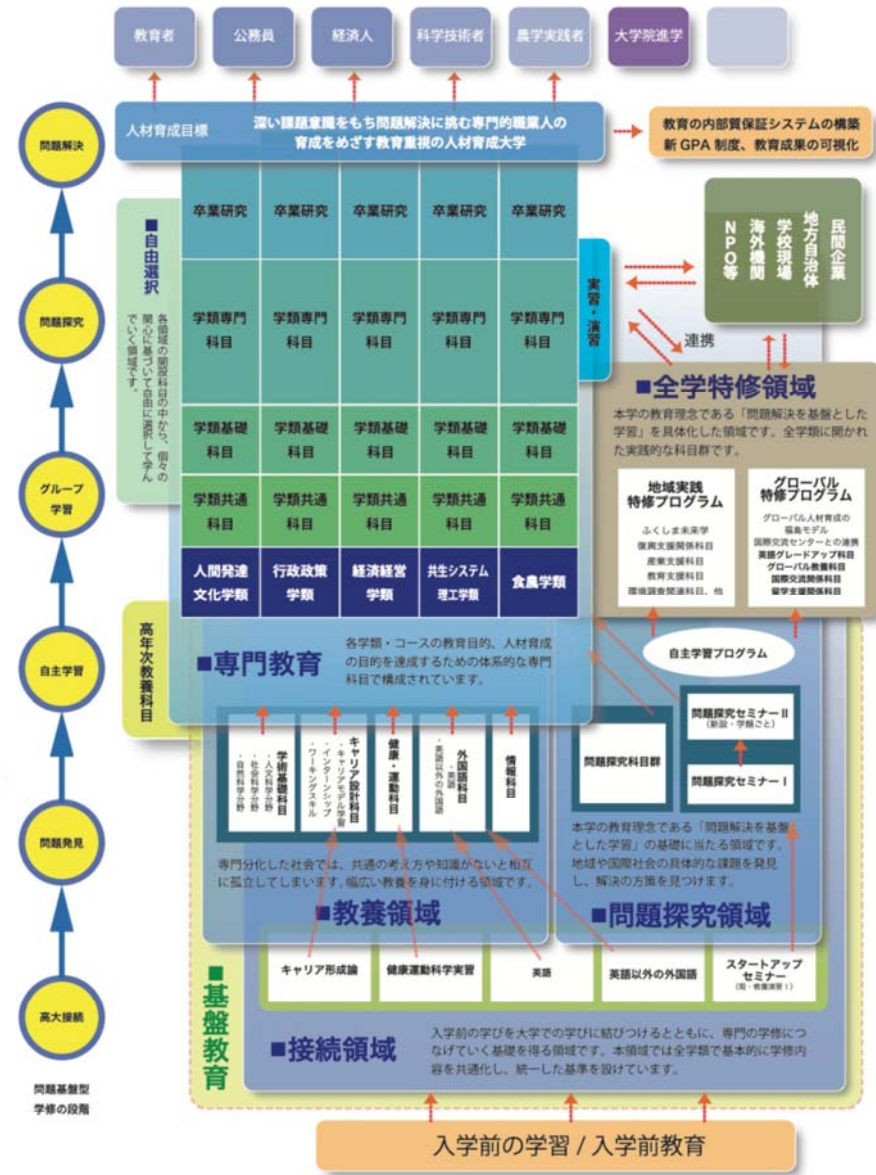 教育者
公務員
経済人
科学技術者
農学実践者
大学院進学
人材育成目標
深い課題意識をもち問題解決に挑む専門的職業人の
育成をめざす教育重視の人材育成大学
教育の内部質保証システムの構築
新 GPA 制度、教育成果の可視化
問題解決
問題探究
グループ
学習
自主学習
問題発見
高大接続
問題基盤型
学修の段階
■自由選択
各領域の開設科目の中から、個々の
関心に基づいて自由に選択して学ん
でいく領域です。
卒業研究
卒業研究
卒業研究
卒業研究
卒業研究
学類専門
科目
学類専門
科目
学類専門
科目
学類専門
科目
学類専門
科目
学類基礎
科目
学類基礎
科目
学類基礎
科目
学類基礎
科目
学類基礎
科目
学類共通
科目
学類共通
科目
学類共通
科目
学類共通
科目
学類共通
科目
人間発達
文化学類
行政政策
学類
経済経営
学類
共生システム
理工学類
食農学類
実習・演習
民間企業
地方自治体
学校現場
海外機関
NPO等
連携
■全学特修領域
本学の教育理念である「問題解決を基盤とした
学習」を具体化した領域です。全学類に開かれ
た実践的な科目群です。
地域実践
特修プログラム
ふくしま未来学
復興支援関係科目
産業支援科目
教育支援科目
環境調査関連科目、他
グローバル
特修プログラム
グローバル人材育成の
福島モデル
国際交流センターとの連携
英語グレードアップ科目
グローバル教養科目
国際交流関係科目
留学支援関係科目
高年次教養科目
■専門教育
各学類・コースの教育目的、人材育成
の目的を達成するための体系的な専門
科目で構成されています。
自主学習プログラム
学術基礎科目
・人文科学分野
・社会科学分野
・自然科学分野
キャリア設計科目
・キャリアモデル学習
・インターンシップ
・ワーキングスキル
健康・運動科目
外国語科目
・英語
・英語以外の外国語
情報科目
問題探究科目群
問題探究セミナーⅡ
(新設・学類ごと)
問題探究セミナーⅠ
専門分化した社会では、共通の考え方や知識がないと相互
に孤立してしまいます。幅広い教養を身に付ける領域です。
■教養領域
本学の教育理念である「問題解決を基盤
とした学習」の基礎に当たる領域です。
地域や国際社会の具体的な課題を発見
し、解決の方策を見つけます。
■問題探究領域
■基盤教育
キャリア形成論
健康運動科学実習
英語
英語以外の外国語
スタートアップ
セミナー
(現・教養演習Ⅰ)
■接続領域
入学前の学びを大学での学びに結びつけるとともに、専門の学修につ
なげていく基礎を得る領域です。本領域では全学類で基本的に学修内
容を共通化し、統一した基準を設けています。
入学前の学習 / 入学前教育